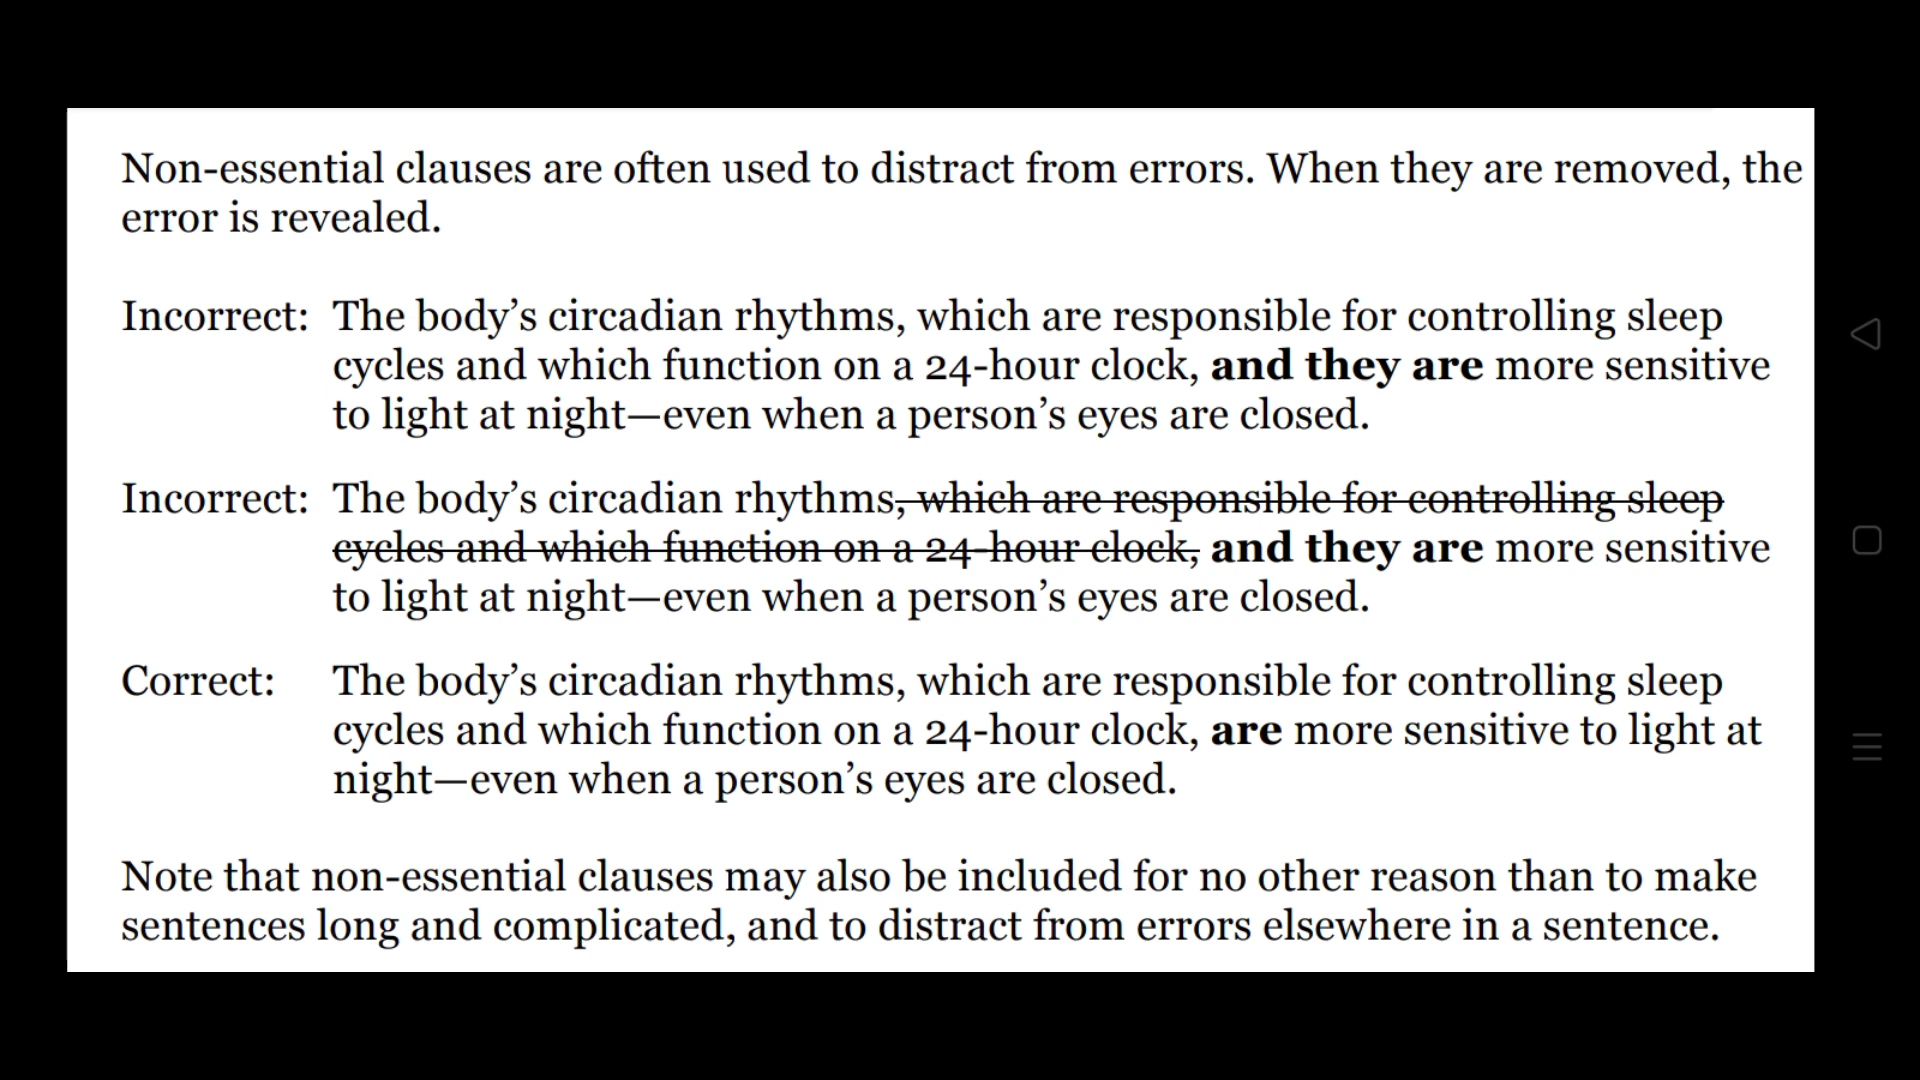 Non-essential clauses are often used to distract from errors. When they are removed, the
error is revealed.
Incorrect: The body’s circadian rhythms, which are responsible for controlling sleep
cycles and which function on a 24-hour clock, and they are more sensitive
to light at night—even when a person’s eyes are closed.
Incorrect: The body’s circadian rhythms, which are responsible for controlling sleep
cycles and which function on a 24-hour clock, and they are more sensitive
to light at night—even when a person’s eyes are closed.
Correct: The body’s circadian rhythms, which are responsible for controlling sleep
cycles and which function on a 24-hour clock, are more sensitive to light at
night—even when a person’s eyes are closed.
Note that non-essential clauses may also be included for no other reason than to make
sentences long and complicated, and to distract from errors elsewhere in a sentence.